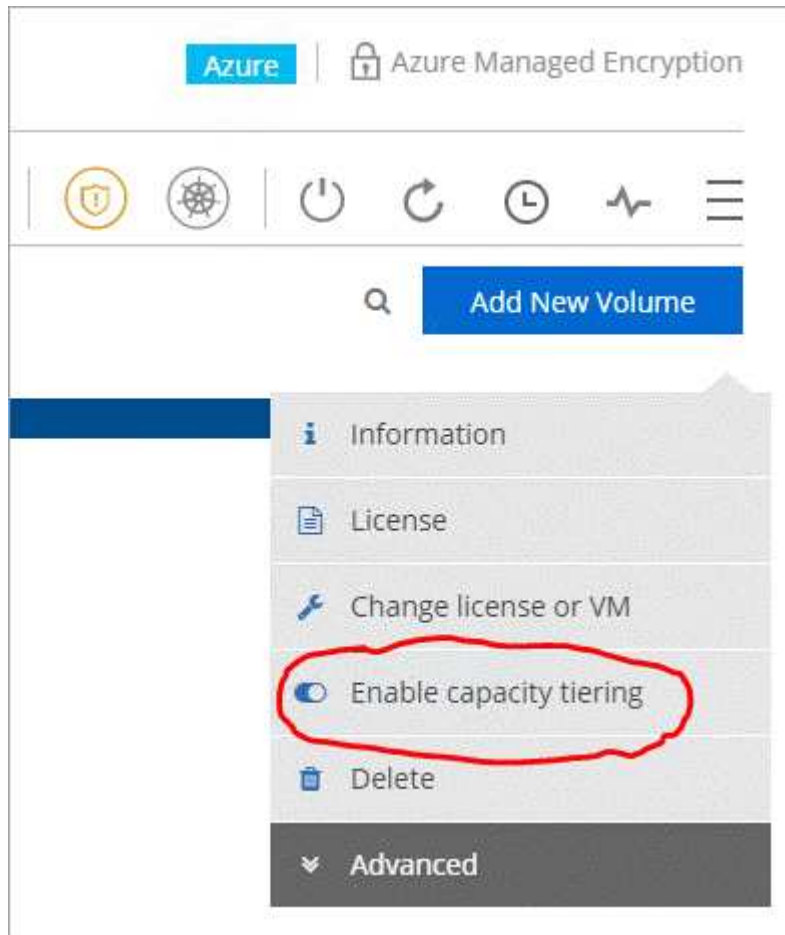 Azure
Azure Managed Encryption
Add New Volume
Information
License
Change license or VM
Enable capacity tiering
Delete
Advanced